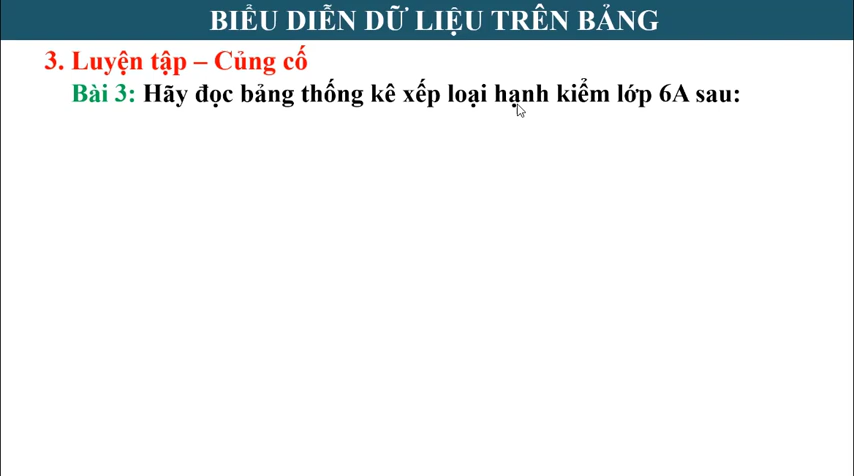 BIỂU DIỄN DỮ LIỆU TRÊN BẢNG
3. Luyện tập – Củng cố
Bài 3: Hãy đọc bảng thống kê xếp loại hạnh kiểm lớp 6A sau: